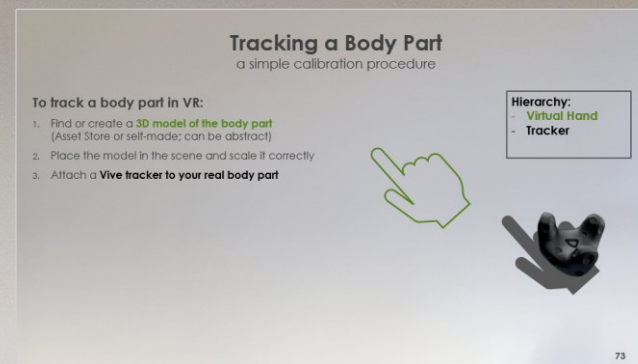 Tracking a Body Part
a simple calibration procedure
To track a body part in VR:
1. Find or create a 3D model of the body part
(Asset Store or self-made; can be abstract)
2. Place the model in the scene and scale it correctly
3. Attach a Vive tracker to your real body part
Hierarchy:
- Virtual Hand
- Tracker
73